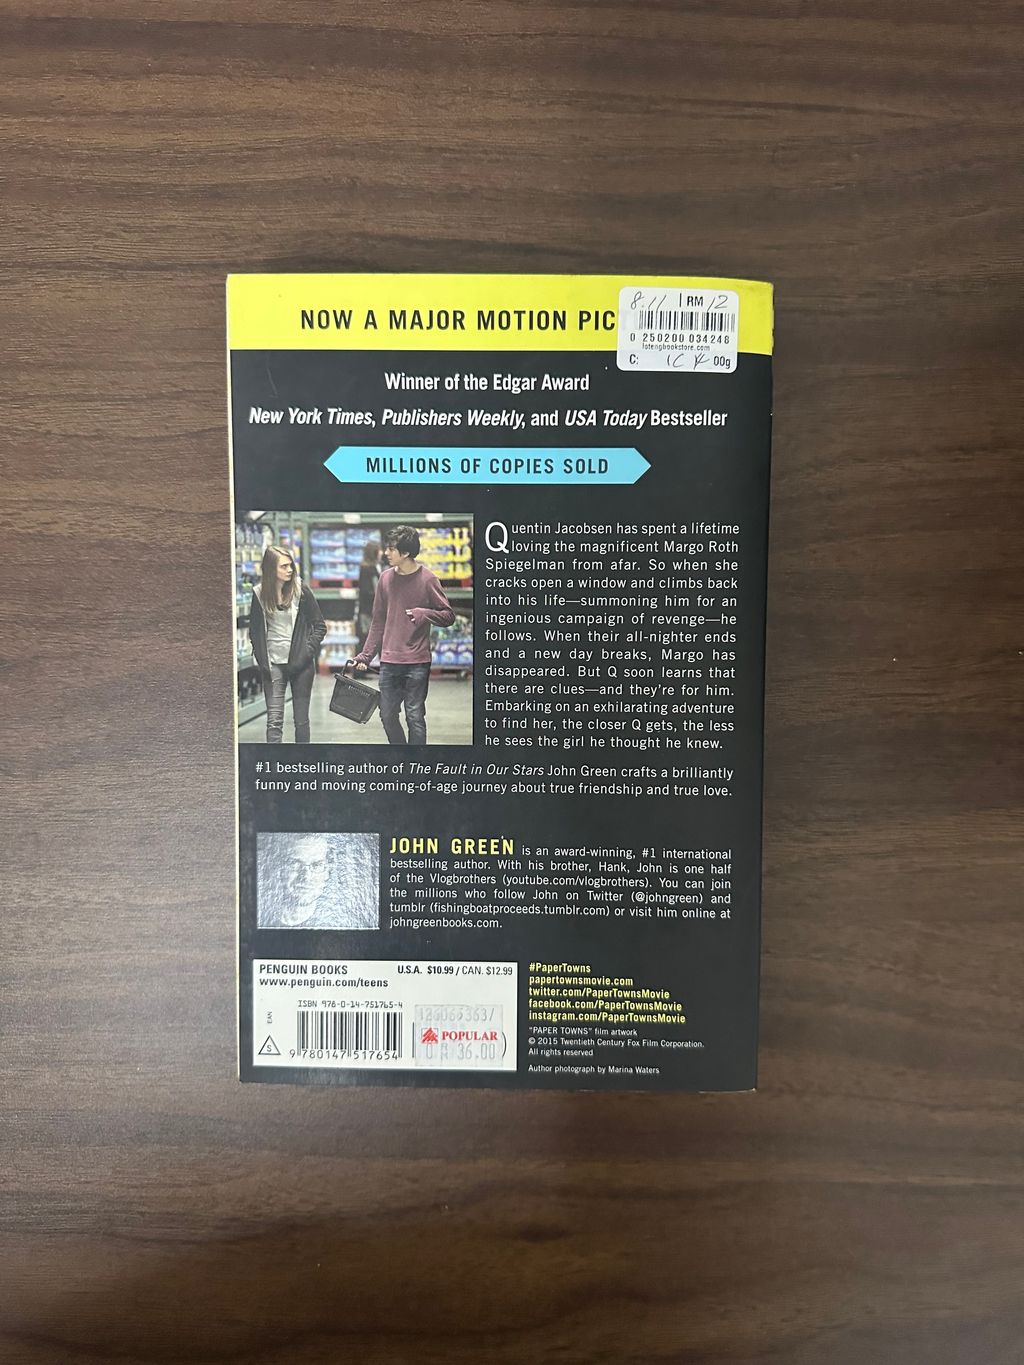 NOW A MAJOR MOTION PIC
8.11 RM 12
0 250200 034248
lotengbookstore.com
C: 00g
Winner of the Edgar Award
New York Times, Publishers Weekly, and USA Today Bestseller
MILLIONS OF COPIES SOLD
Quentin Jacobsen has spent a lifetime
loving the magnificent Margo Roth
Spiegelman from afar. So when she
cracks open a window and climbs back
into his life—summoning him for an
ingenious campaign of revenge—he
follows. When their all-nighter ends
and a new day breaks, Margo has
disappeared. But Q soon learns that
there are clues—and they're for him.
Embarking on an exhilarating adventure
to find her, the closer Q gets, the less
he sees the girl he thought he knew.
#1 bestselling author of The Fault in Our Stars John Green crafts a brilliantly
funny and moving coming-of-age journey about true friendship and true love.
JOHN GREEN is an award-winning, #1 international
bestselling author. With his brother, Hank, John is one half
of the Vlogbrothers (youtube.com/vlogbrothers). You can join
the millions who follow John on Twitter (@johngreen) and
tumblr (fishingboatproceeds.tumblr.com) or visit him online at
johngreenbooks.com.
PENGUIN BOOKS U.S.A. $10.99 / CAN. $12.99
www.penguin.com/teens
ISBN 978-0-14-751765-4
EAN
S
9 780147 517654
POPULAR
36.00
#PaperTowns
papertownsmovie.com
twitter.com/PaperTownsMovie
facebook.com/PaperTownsMovie
instagram.com/PaperTownsMovie
"PAPER TOWNS" film artwork
© 2015 Twentieth Century Fox Film Corporation.
All rights reserved
Author photograph by Marina Waters